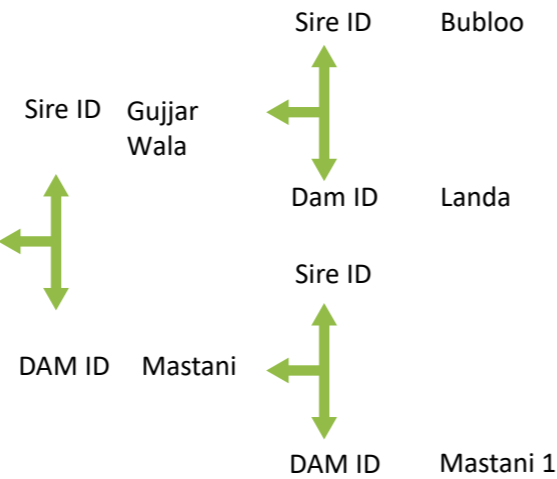 Sire ID Bubloo
Sire ID Gujjar
Wala
Dam ID Landa
Sire ID
DAM ID Mastani
DAM ID Mastani 1